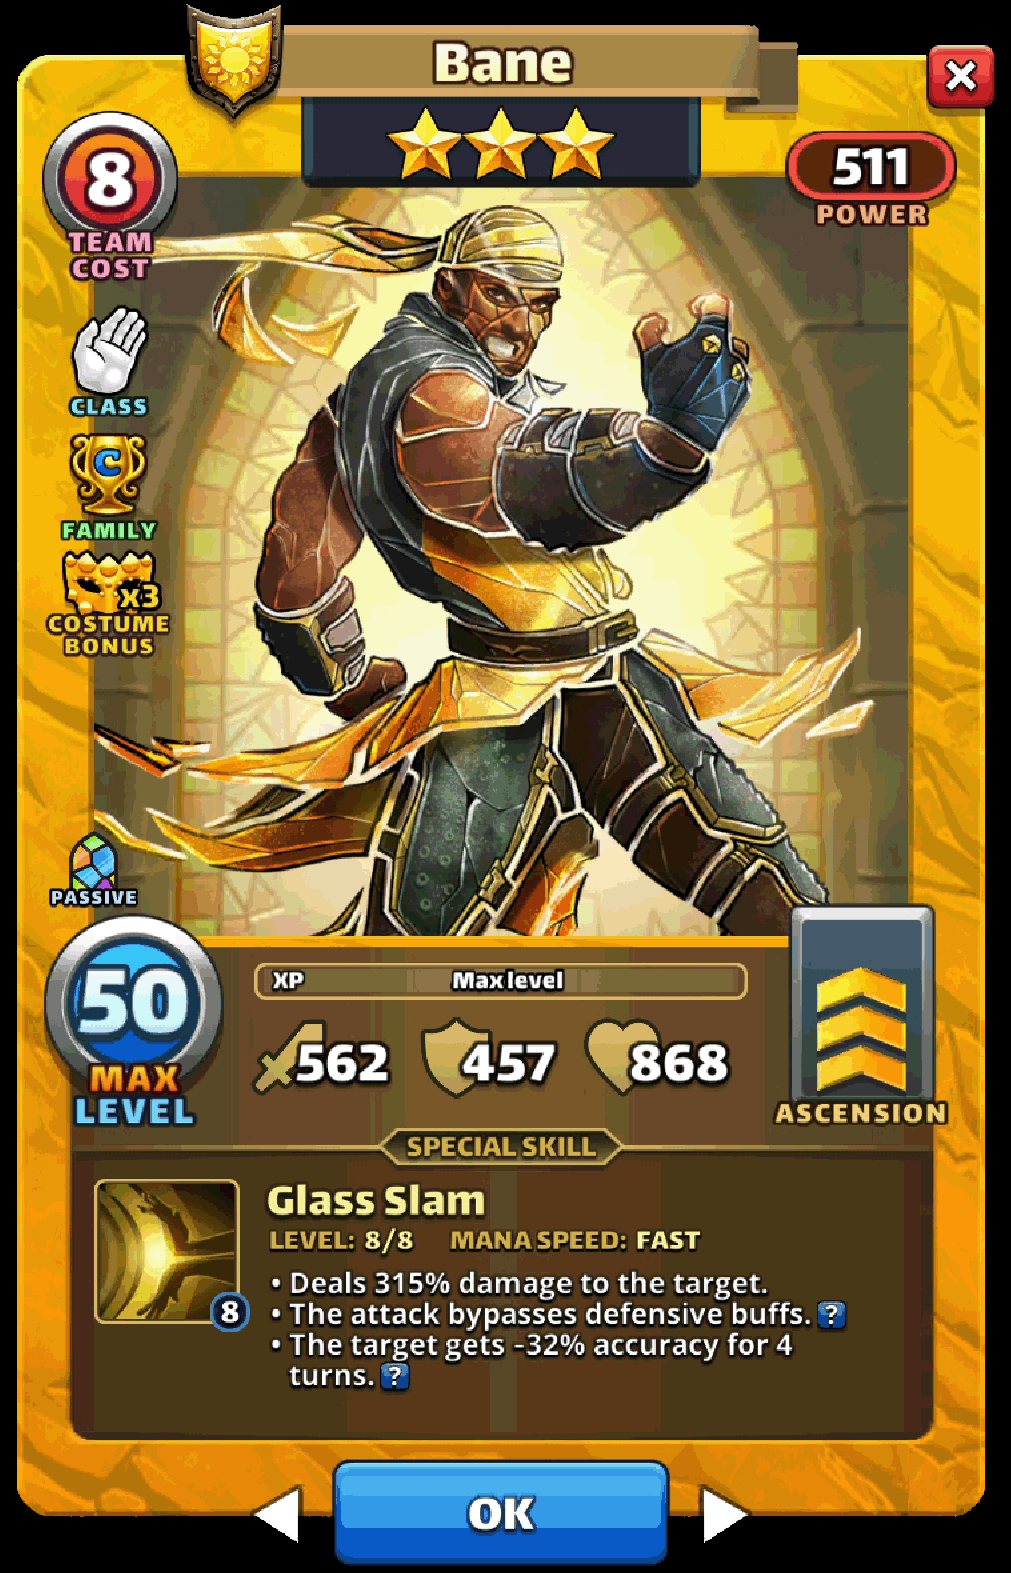 Bane
8
TEAM
COST
511
POWER
CLASS
C
FAMILY
x3
COSTUME
BONUS
PASSIVE
50
MAX
LEVEL
XP
Max level
562
457
868
ASCENSION
SPECIAL SKILL
Glass Slam
LEVEL: 8/8 MANA SPEED: FAST
8
• Deals 315% damage to the target.
• The attack bypasses defensive buffs. ?
• The target gets -32% accuracy for 4
turns. ?
OK